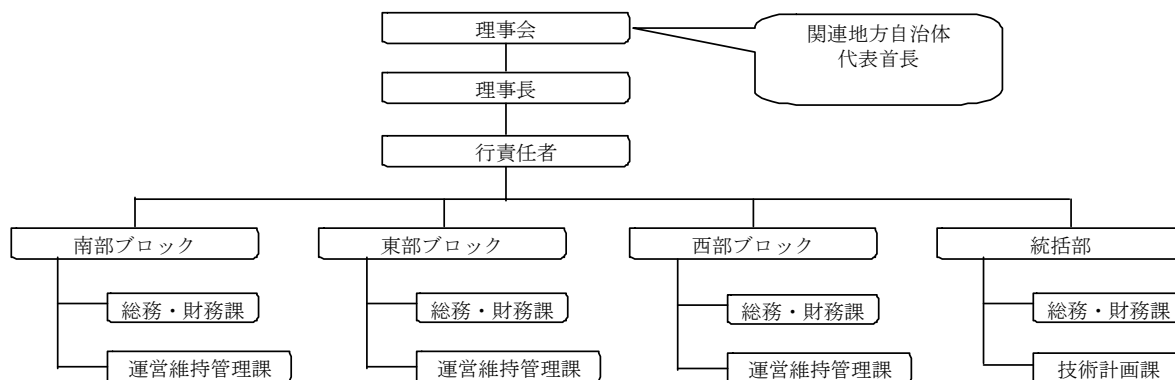 理事会
関連地方自治体
代表首長
理事長
行責任者
南部ブロック
東部ブロック
西部ブロック
統括部
総務・財務課
総務・財務課
総務・財務課
総務・財務課
運営維持管理課
運営維持管理課
運営維持管理課
技術計画課